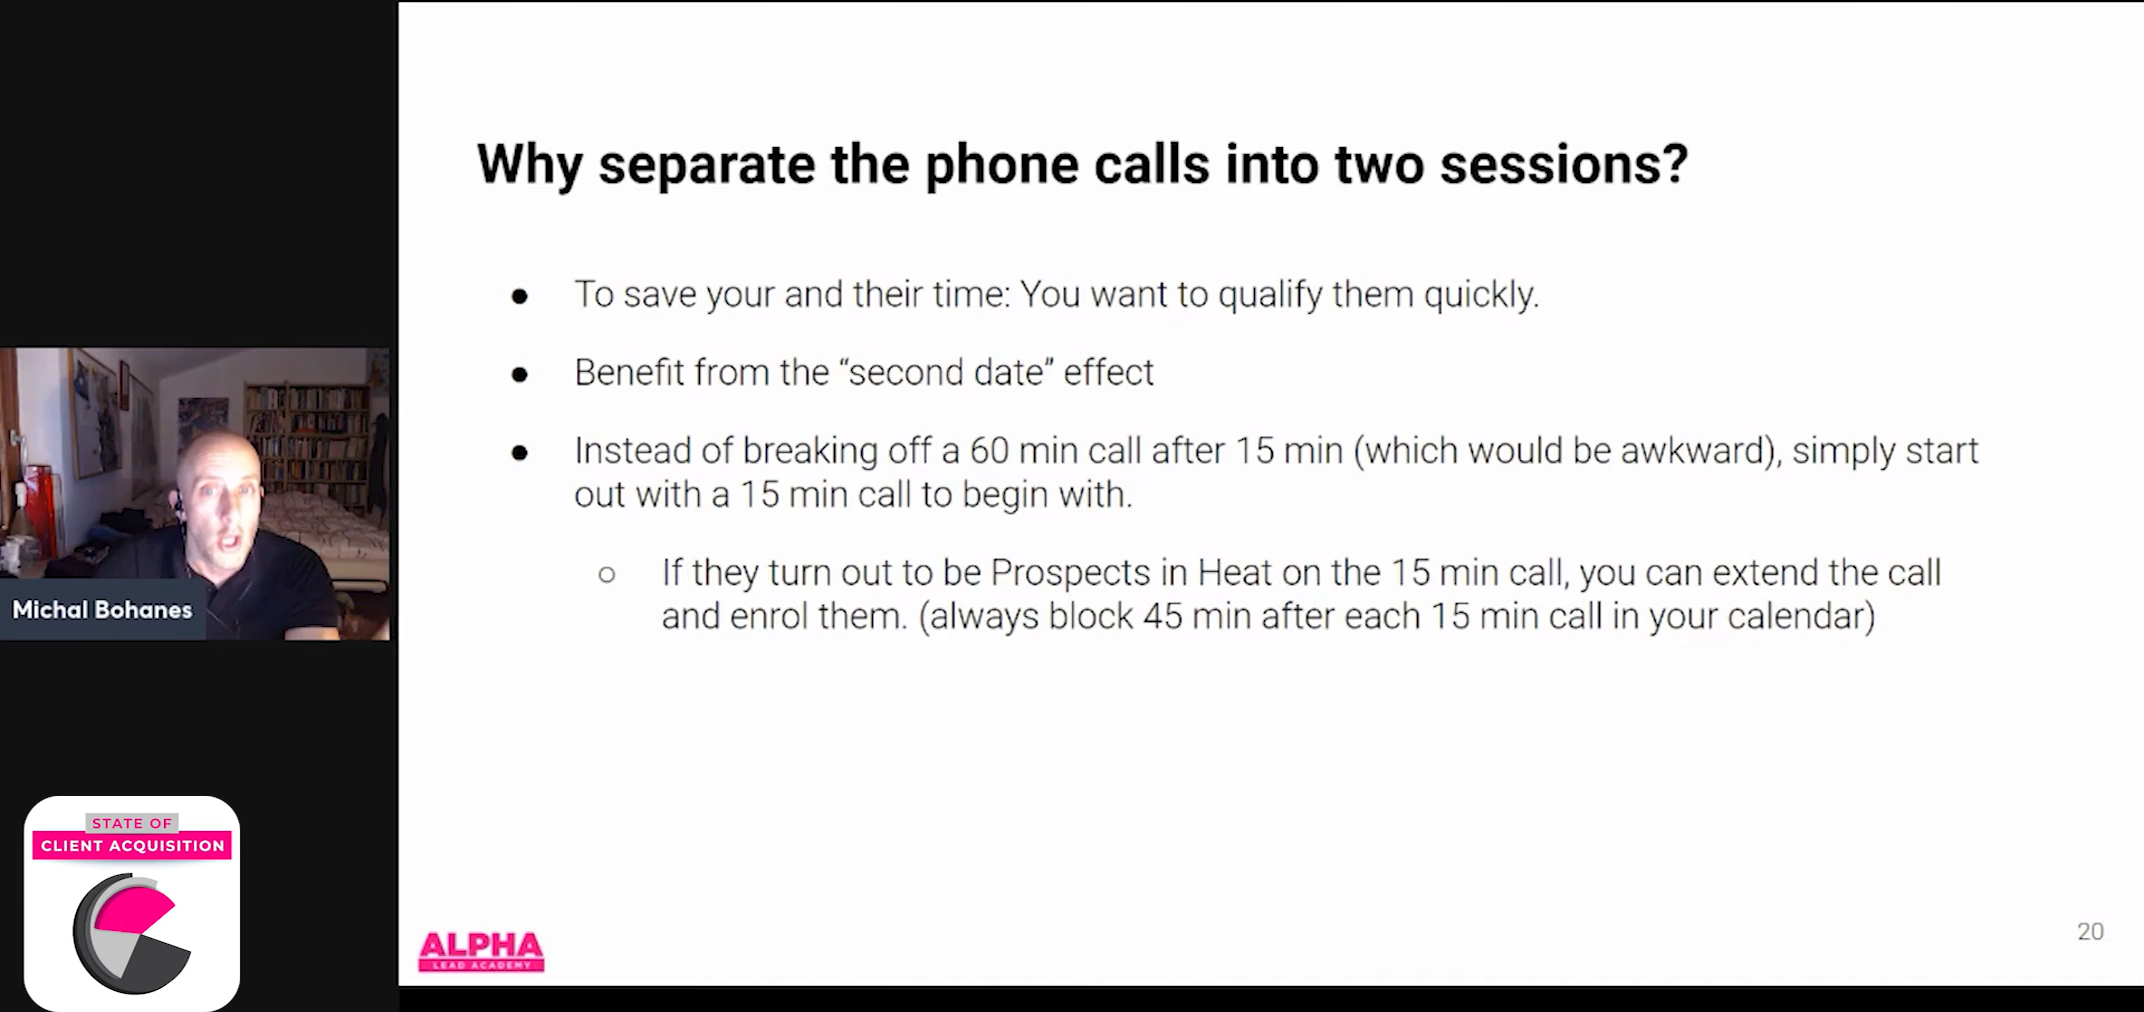 Why separate the phone calls into two sessions?
● To save your and their time: You want to qualify them quickly.
● Benefit from the “second date” effect
● Instead of breaking off a 60 min call after 15 min (which would be awkward), simply start
out with a 15 min call to begin with.
○ If they turn out to be Prospects in Heat on the 15 min call, you can extend the call
and enrol them. (always block 45 min after each 15 min call in your calendar)
Michal Bohanes
STATE OF
CLIENT ACQUISITION
ALPHA
LEAD ACADEMY
20